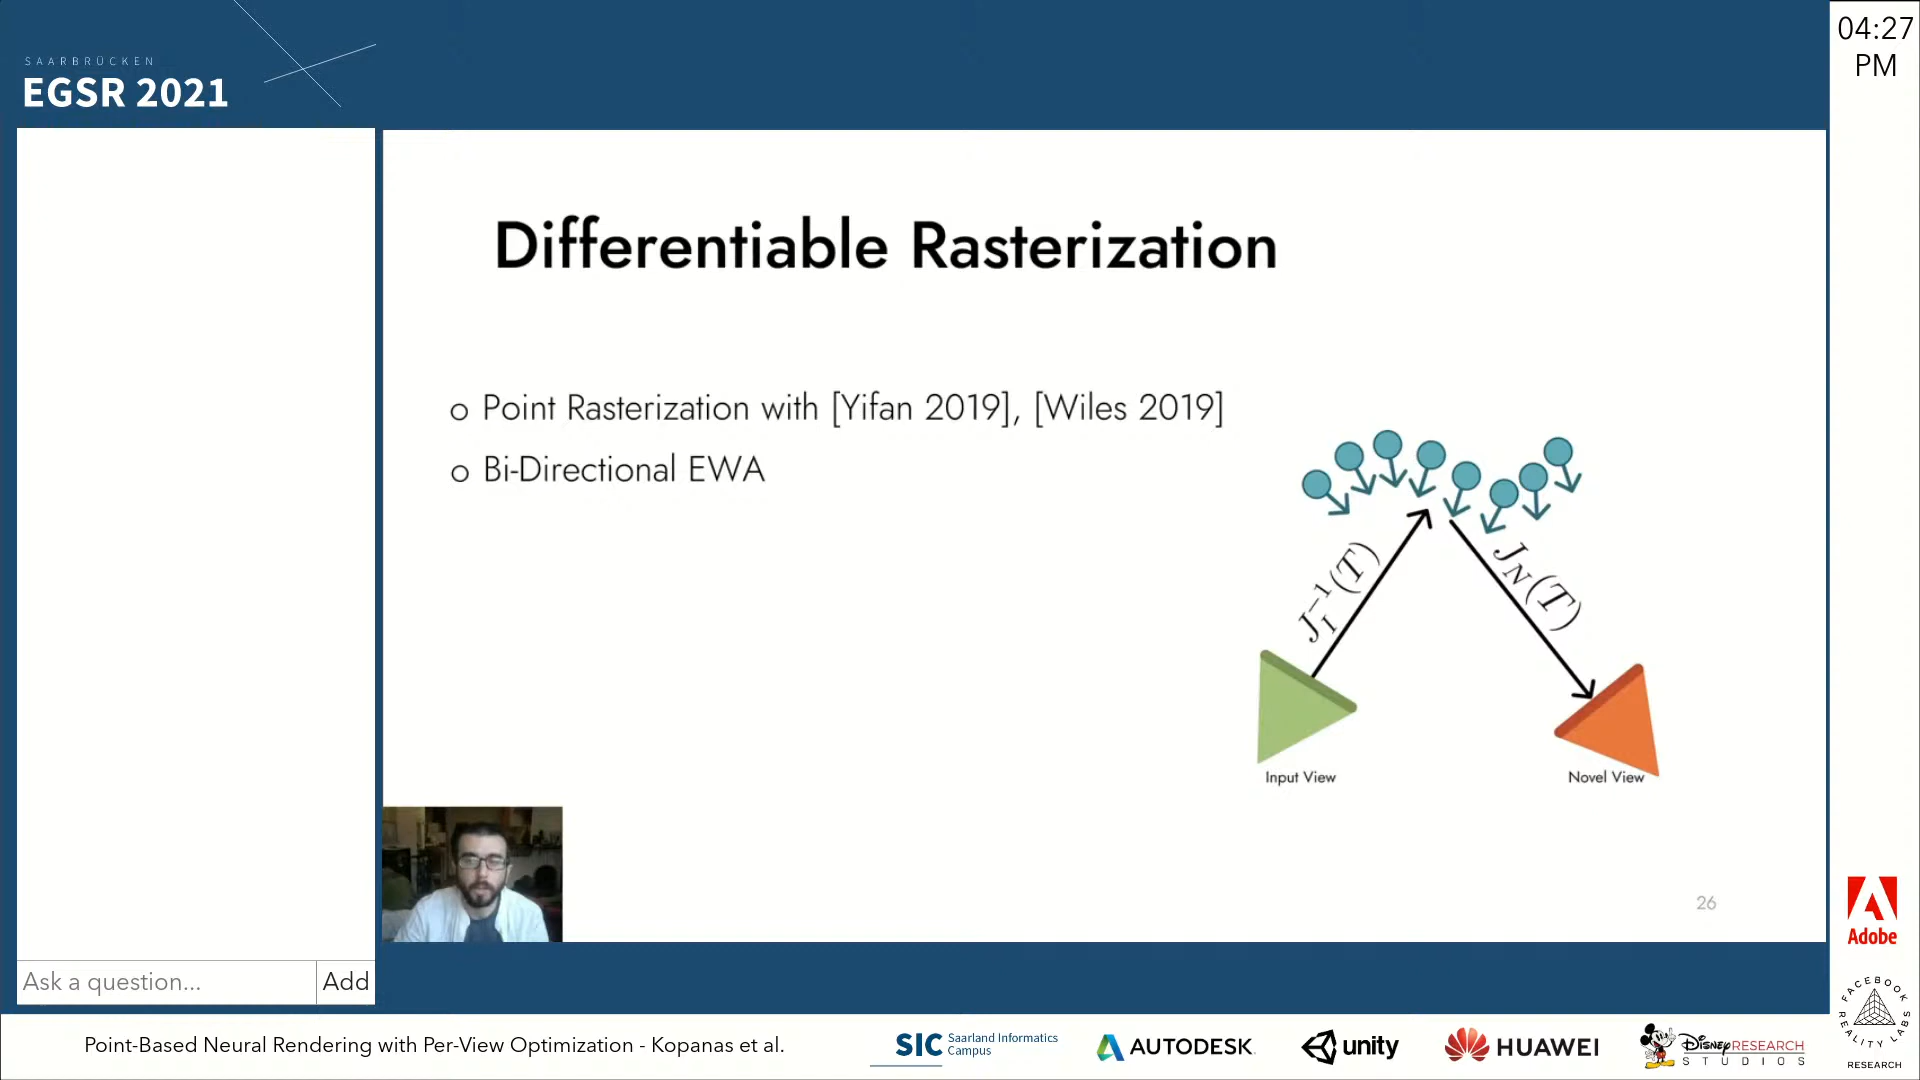 SAARBRÜCKEN
EGSR 2021
04:27
PM
Differentiable Rasterization
o Point Rasterization with [Yifan 2019], [Wiles 2019]
o Bi-Directional EWA
J_I^{-1}(T)
J_N(T)
Input View
Novel View
26
Ask a question...
Add
Adobe
FACEBOOK REALITY LABS
RESEARCH
Point-Based Neural Rendering with Per-View Optimization - Kopanas et al.
SIC Saarland Informatics Campus
AUTODESK
unity
HUAWEI
Disney RESEARCH
STUDIOS